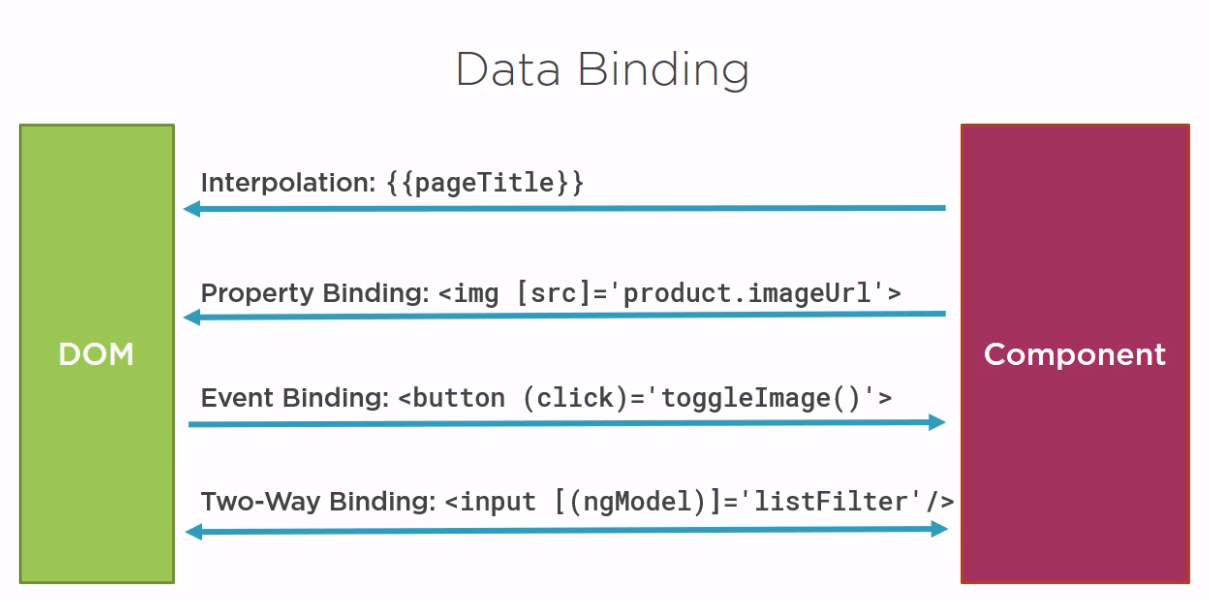 Data Binding
Interpolation: {{pageTitle}}
Property Binding: <img [src]='product.imageUrl'>
DOM
Component
Event Binding: <button (click)='toggleImage()'>
Two-Way Binding: <input [(ngModel)]='listFilter'/>